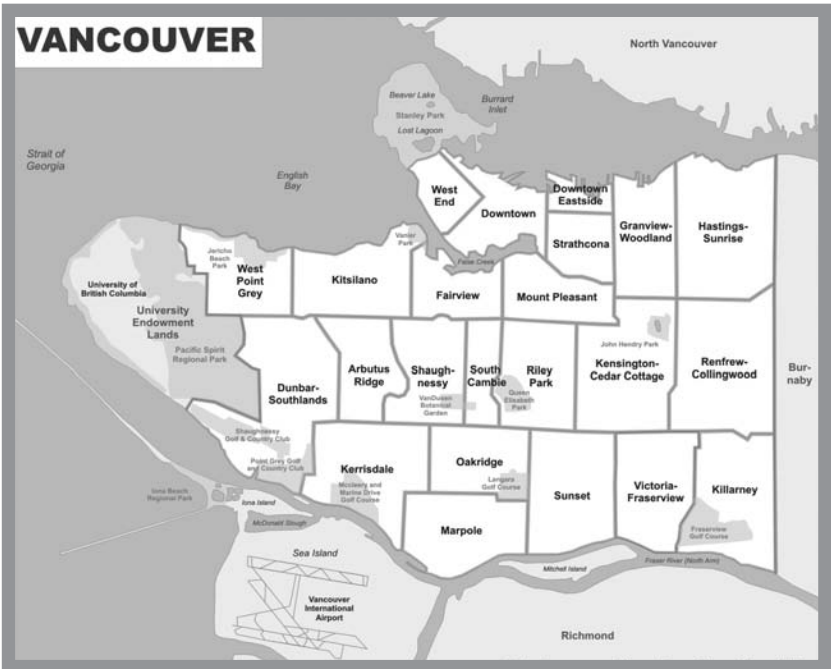 VANCOUVER
North Vancouver
Beaver Lake
Stanley Park
Lost Lagoon
Burrard
Inlet
Strait of
Georgia
English
Bay
West
End
Downtown
Downtown
Eastside
Strathcona
Granview-
Woodland
Hastings-
Sunrise
Vanier
Park
False Creek
Jericho
Beach
Park
West
Point
Grey
Kitsilano
Fairview
Mount Pleasant
University of
British Columbia
University
Endowment
Lands
Pacific Spirit
Regional Park
Dunbar-
Southlands
Arbutus
Ridge
Shaugh-
nessy
VanDusen
Botanical
Garden
South
Cambie
Riley
Park
Queen
Elizabeth
Park
John Hendry Park
Kensington-
Cedar Cottage
Renfrew-
Collingwood
Bur-
naby
Shaughnessy
Golf & Country Club
Point Grey Golf
and Country Club
Kerrisdale
Mccleery and
Marine Drive
Golf Course
Oakridge
Langara
Golf Course
Marpole
Sunset
Victoria-
Fraserview
Killarney
Fraserview
Golf Course
Iona Beach
Regional Park
Iona Island
McDonald Slough
Sea Island
Mitchell Island
Fraser River (North Arm)
Vancouver
International
Airport
Richmond